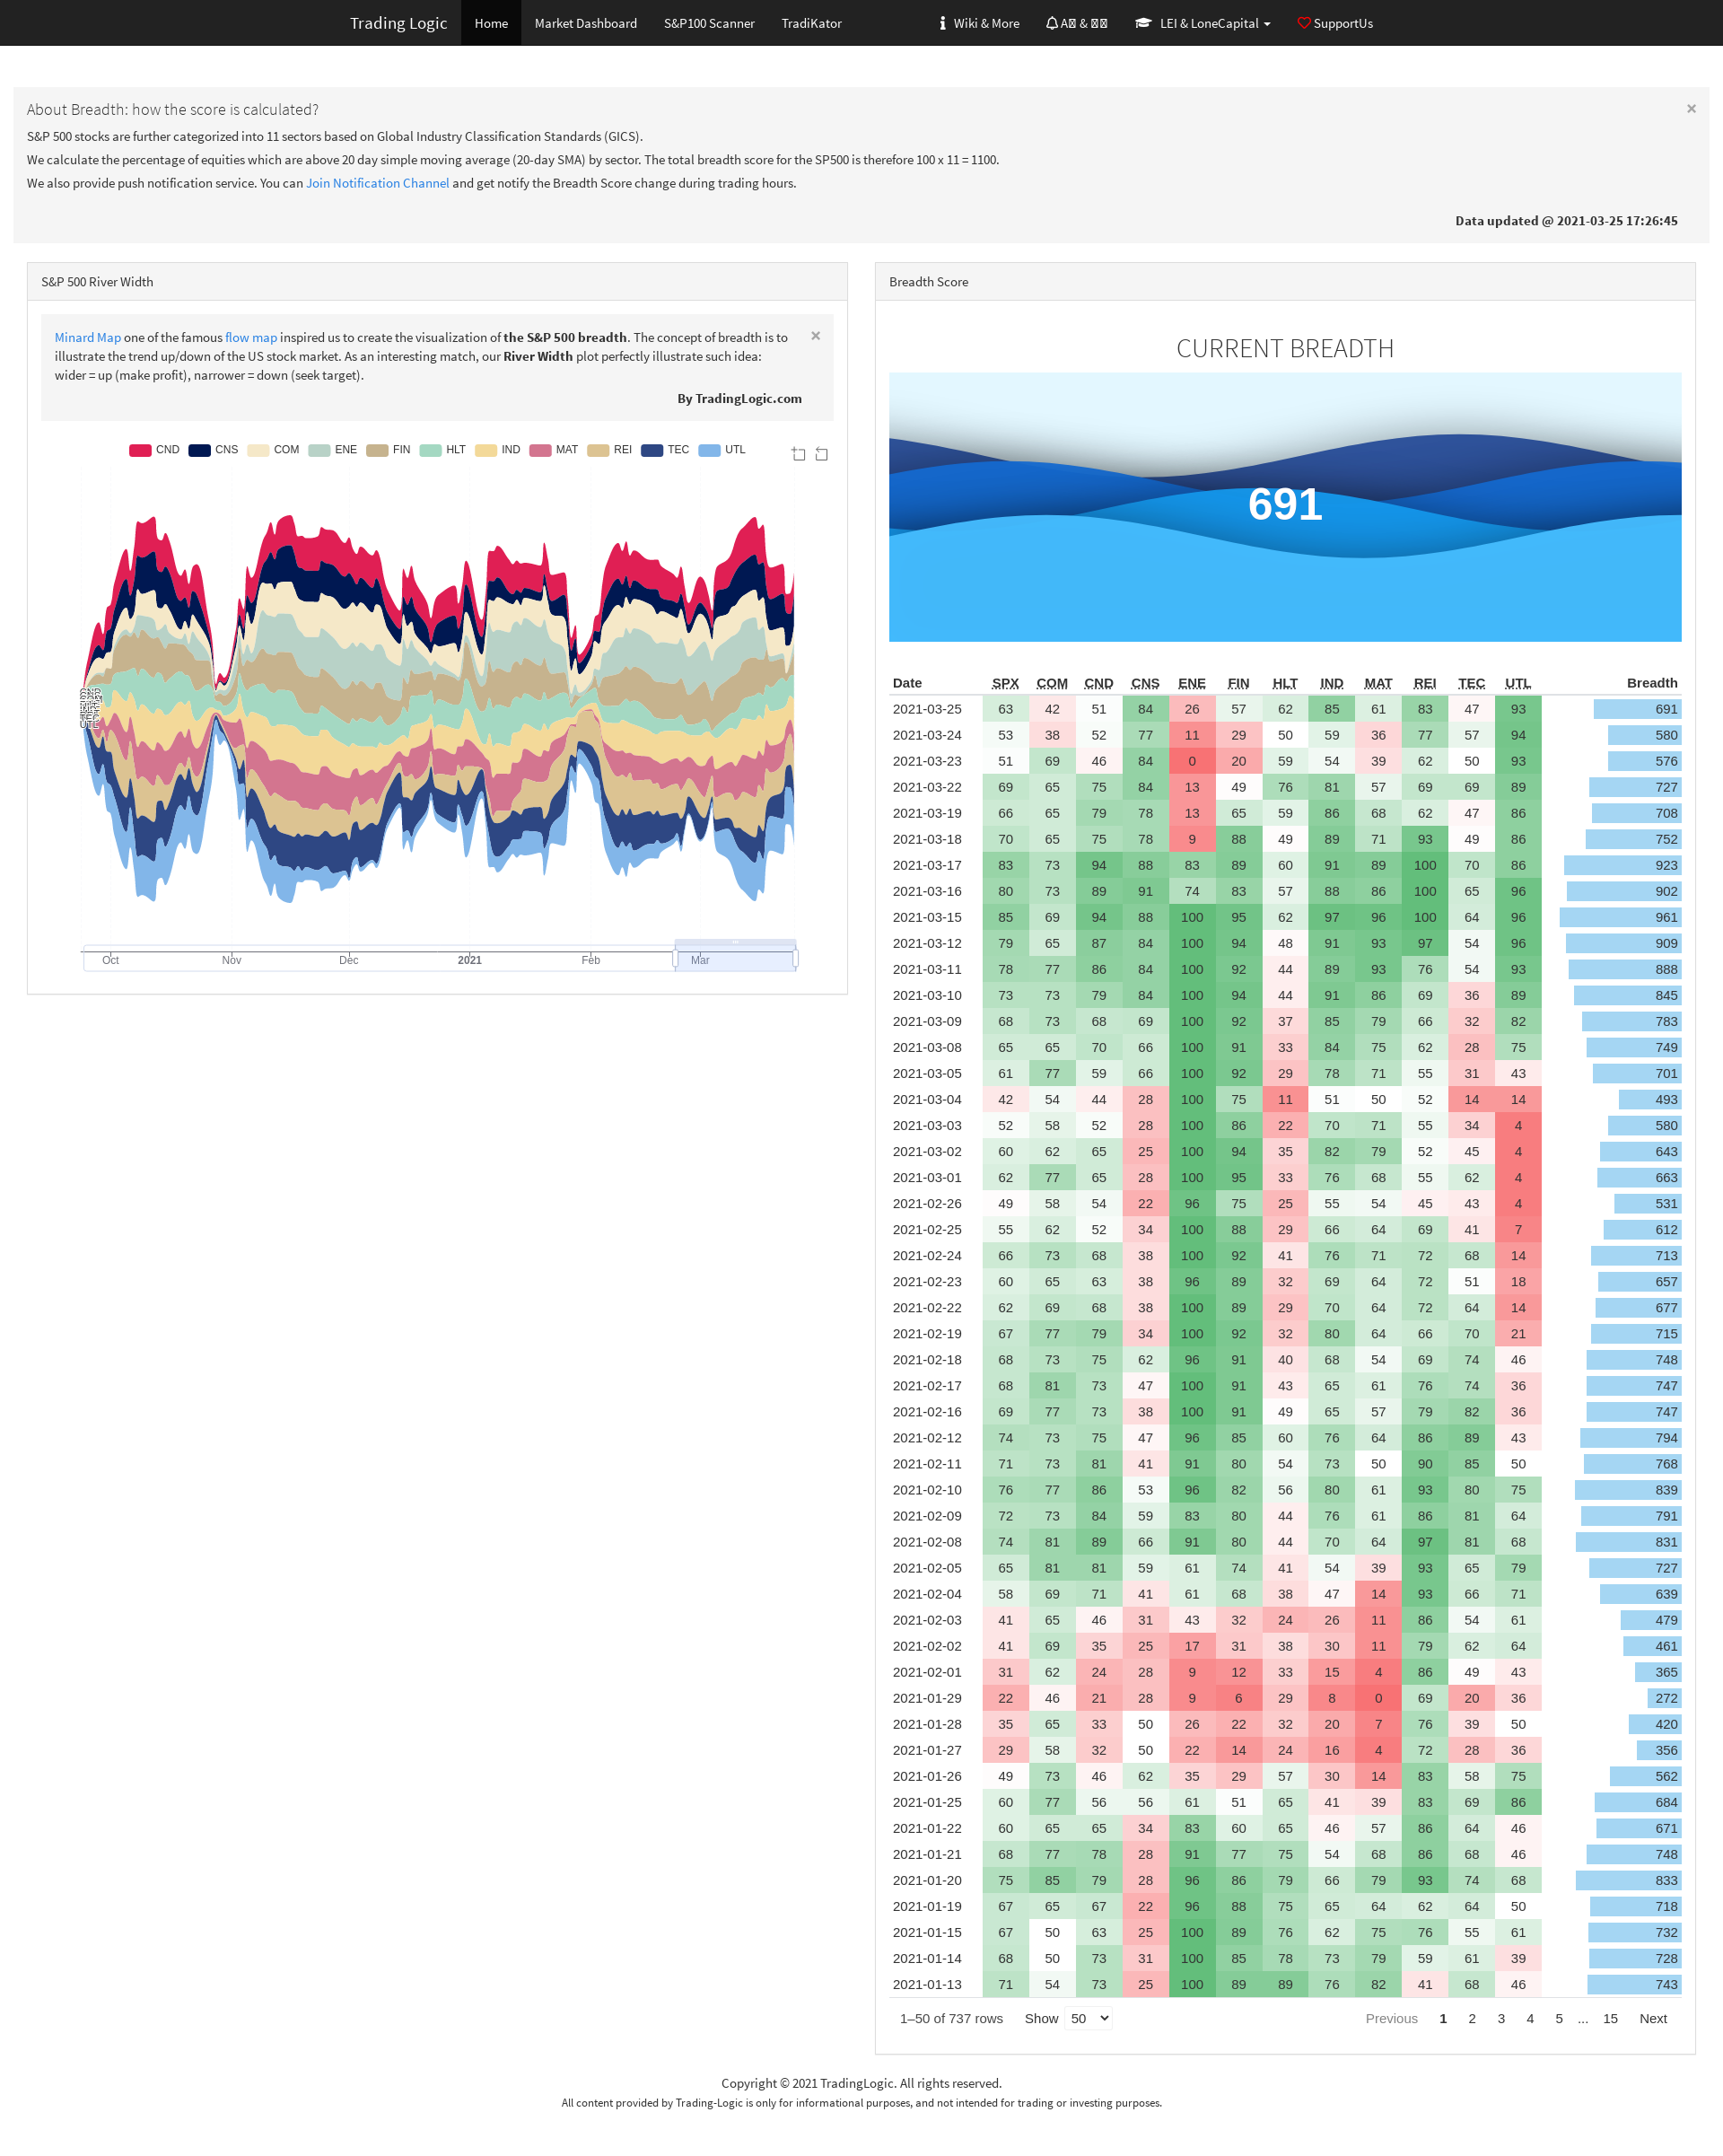 Trading Logic Home Market Dashboard S&P100 Scanner TradiKator Wiki & More A & LEI & LoneCapital SupportUs
About Breadth: how the score is calculated? ×
S&P 500 stocks are further categorized into 11 sectors based on Global Industry Classification Standards (GICS).
We calculate the percentage of equities which are above 20 day simple moving average (20-day SMA) by sector. The total breadth score for the SP500 is therefore 100 x 11 = 1100.
We also provide push notification service. You can Join Notification Channel and get notify the Breadth Score change during trading hours.
Data updated @ 2021-03-25 17:26:45
S&P 500 River Width
Minard Map one of the famous flow map inspired us to create the visualization of the S&P 500 breadth. The concept of breadth is to ×
illustrate the trend up/down of the US stock market. As an interesting match, our River Width plot perfectly illustrate such idea:
wider = up (make profit), narrower = down (seek target).
By TradingLogic.com
CND CNS COM ENE FIN HLT IND MAT REI TEC UTL
Oct Nov Dec 2021 Feb Mar
Breadth Score
CURRENT BREADTH
691
Date SPX COM CND CNS ENE FIN HLT IND MAT REI TEC UTL Breadth
2021-03-25 63 42 51 84 26 57 62 85 61 83 47 93 691
2021-03-24 53 38 52 77 11 29 50 59 36 77 57 94 580
2021-03-23 51 69 46 84 0 20 59 54 39 62 50 93 576
2021-03-22 69 65 75 84 13 49 76 81 57 69 69 89 727
2021-03-19 66 65 79 78 13 65 59 86 68 62 47 86 708
2021-03-18 70 65 75 78 9 88 49 89 71 93 49 86 752
2021-03-17 83 73 94 88 83 89 60 91 89 100 70 86 923
2021-03-16 80 73 89 91 74 83 57 88 86 100 65 96 902
2021-03-15 85 69 94 88 100 95 62 97 96 100 64 96 961
2021-03-12 79 65 87 84 100 94 48 91 93 97 54 96 909
2021-03-11 78 77 86 84 100 92 44 89 93 76 54 93 888
2021-03-10 73 73 79 84 100 94 44 91 86 69 36 89 845
2021-03-09 68 73 68 69 100 92 37 85 79 66 32 82 783
2021-03-08 65 65 70 66 100 91 33 84 75 62 28 75 749
2021-03-05 61 77 59 66 100 92 29 78 71 55 31 43 701
2021-03-04 42 54 44 28 100 75 11 51 50 52 14 14 493
2021-03-03 52 58 52 28 100 86 22 70 71 55 34 4 580
2021-03-02 60 62 65 25 100 94 35 82 79 52 45 4 643
2021-03-01 62 77 65 28 100 95 33 76 68 55 62 4 663
2021-02-26 49 58 54 22 96 75 25 55 54 45 43 4 531
2021-02-25 55 62 52 34 100 88 29 66 64 69 41 7 612
2021-02-24 66 73 68 38 100 92 41 76 71 72 68 14 713
2021-02-23 60 65 63 38 96 89 32 69 64 72 51 18 657
2021-02-22 62 69 68 38 100 89 29 70 64 72 64 14 677
2021-02-19 67 77 79 34 100 92 32 80 64 66 70 21 715
2021-02-18 68 73 75 62 96 91 40 68 54 69 74 46 748
2021-02-17 68 81 73 47 100 91 43 65 61 76 74 36 747
2021-02-16 69 77 73 38 100 91 49 65 57 79 82 36 747
2021-02-12 74 73 75 47 96 85 60 76 64 86 89 43 794
2021-02-11 71 73 81 41 91 80 54 73 50 90 85 50 768
2021-02-10 76 77 86 53 96 82 56 80 61 93 80 75 839
2021-02-09 72 73 84 59 83 80 44 76 61 86 81 64 791
2021-02-08 74 81 89 66 91 80 44 70 64 97 81 68 831
2021-02-05 65 81 81 59 61 74 41 54 39 93 65 79 727
2021-02-04 58 69 71 41 61 68 38 47 14 93 66 71 639
2021-02-03 41 65 46 31 43 32 24 26 11 86 54 61 479
2021-02-02 41 69 35 25 17 31 38 30 11 79 62 64 461
2021-02-01 31 62 24 28 9 12 33 15 4 86 49 43 365
2021-01-29 22 46 21 28 9 6 29 8 0 69 20 36 272
2021-01-28 35 65 33 50 26 22 32 20 7 76 39 50 420
2021-01-27 29 58 32 50 22 14 24 16 4 72 28 36 356
2021-01-26 49 73 46 62 35 29 57 30 14 83 58 75 562
2021-01-25 60 77 56 56 61 51 65 41 39 83 69 86 684
2021-01-22 60 65 65 34 83 60 65 46 57 86 64 46 671
2021-01-21 68 77 78 28 91 77 75 54 68 86 68 46 748
2021-01-20 75 85 79 28 96 86 79 66 79 93 74 68 833
2021-01-19 67 65 67 22 96 88 75 65 64 62 64 50 718
2021-01-15 67 50 63 25 100 89 76 62 75 76 55 61 732
2021-01-14 68 50 73 31 100 85 78 73 79 59 61 39 728
2021-01-13 71 54 73 25 100 89 89 76 82 41 68 46 743
1–50 of 737 rows Show 50 Previous 1 2 3 4 5 ... 15 Next
Copyright © 2021 TradingLogic. All rights reserved.
All content provided by Trading-Logic is only for informational purposes, and not intended for trading or investing purposes.